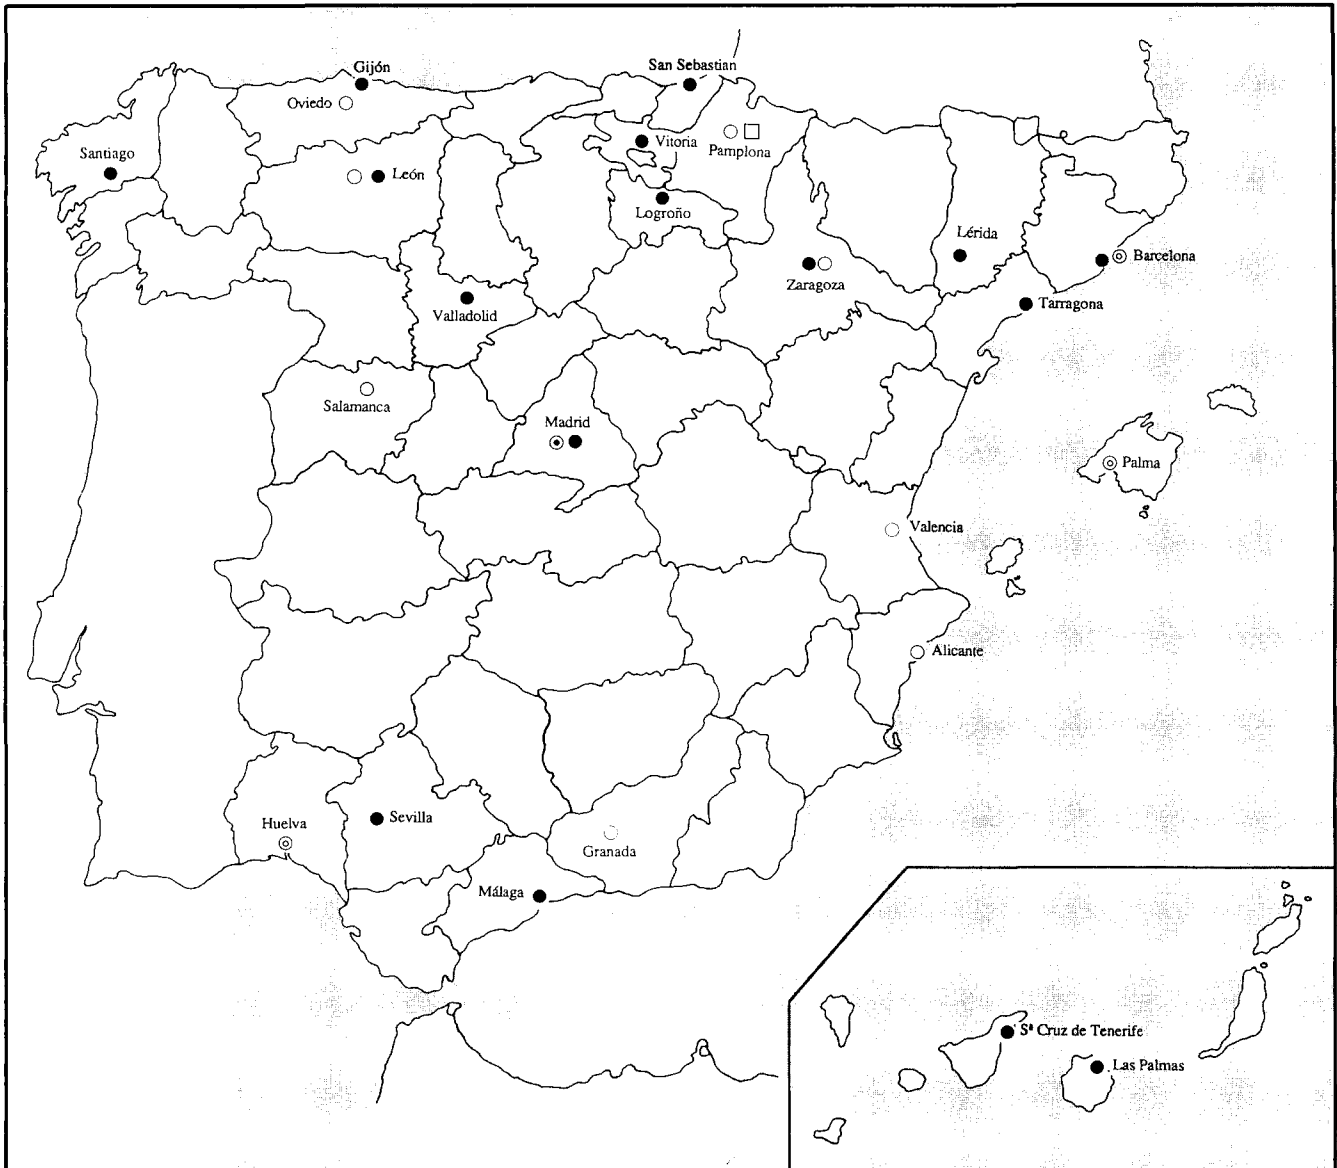 Gijón
San Sebastian
Oviedo
Vitoria
Pamplona
Santiago
León
Logroño
Lérida
Barcelona
Zaragoza
Tarragona
Valladolid
Salamanca
Madrid
Palma
Valencia
Alicante
Sevilla
Huelva
Granada
Málaga
Sª Cruz de Tenerife
Las Palmas